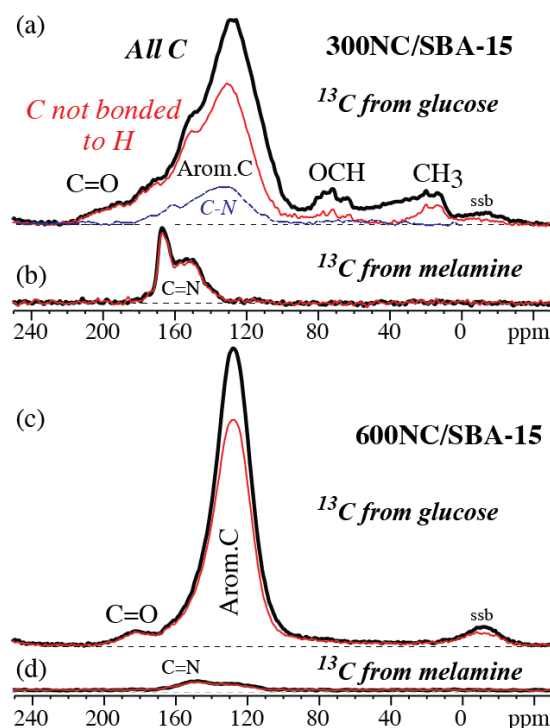 (a)
All C
300NC/SBA-15
C not bonded
to H
13C from glucose
C=O
Arom.C
OCH
CH3
C-N
ssb
(b)
13C from melamine
C=N
240 200 160 120 80 40 0 ppm
(c)
600NC/SBA-15
13C from glucose
Arom.C
C=O
ssb
(d)
C=N
13C from melamine
240 200 160 120 80 40 0 ppm